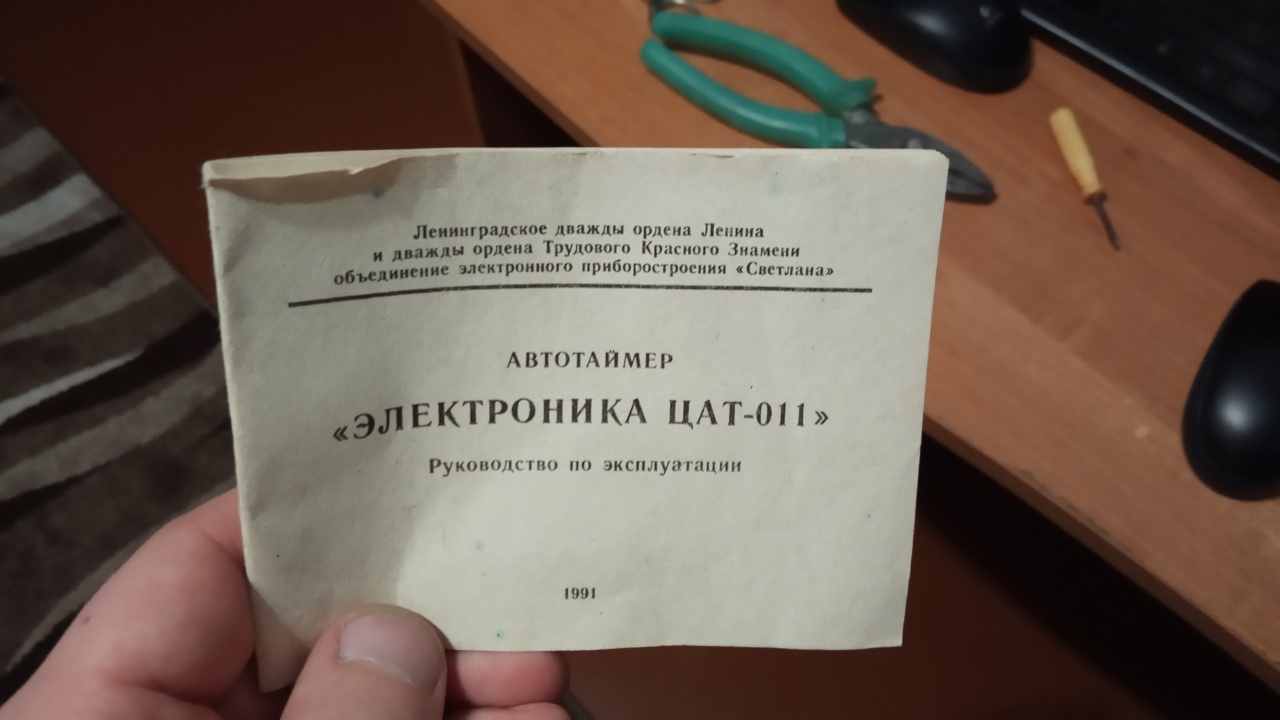 Ленинградское дважды ордена Ленина
и дважды ордена Трудового Красного Знамени
объединение электронного приборостроения «Светлана»
АВТОТАЙМЕР
«ЭЛЕКТРОНИКА ЦАТ-011»
Руководство по эксплуатации
1991